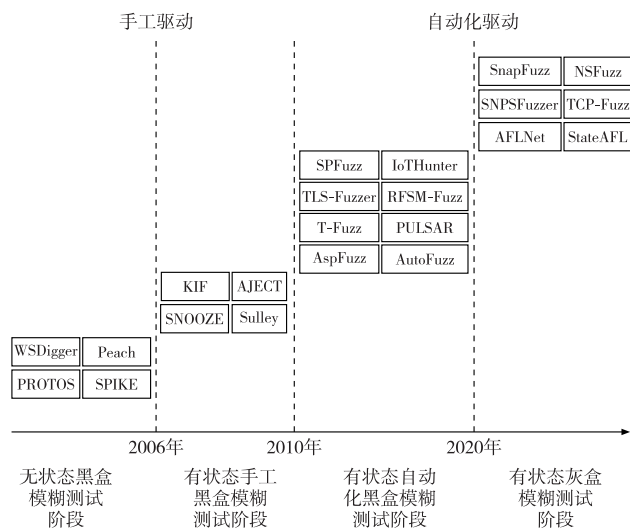 手工驱动
自动化驱动
SnapFuzz
NSFuzz
SNPSFuzzer
TCP-Fuzz
AFLNet
StateAFL
SPFuzz
IoTHunter
TLS-Fuzzer
RFSM-Fuzz
T-Fuzz
PULSAR
AspFuzz
AutoFuzz
KIF
AJECT
SNOOZE
Sulley
WSDigger
Peach
PROTOS
SPIKE
2006年
2010年
2020年
无状态黑盒
模糊测试
阶段
有状态手工
黑盒模糊
测试阶段
有状态自动
化黑盒模糊
测试阶段
有状态灰盒
模糊测试
阶段